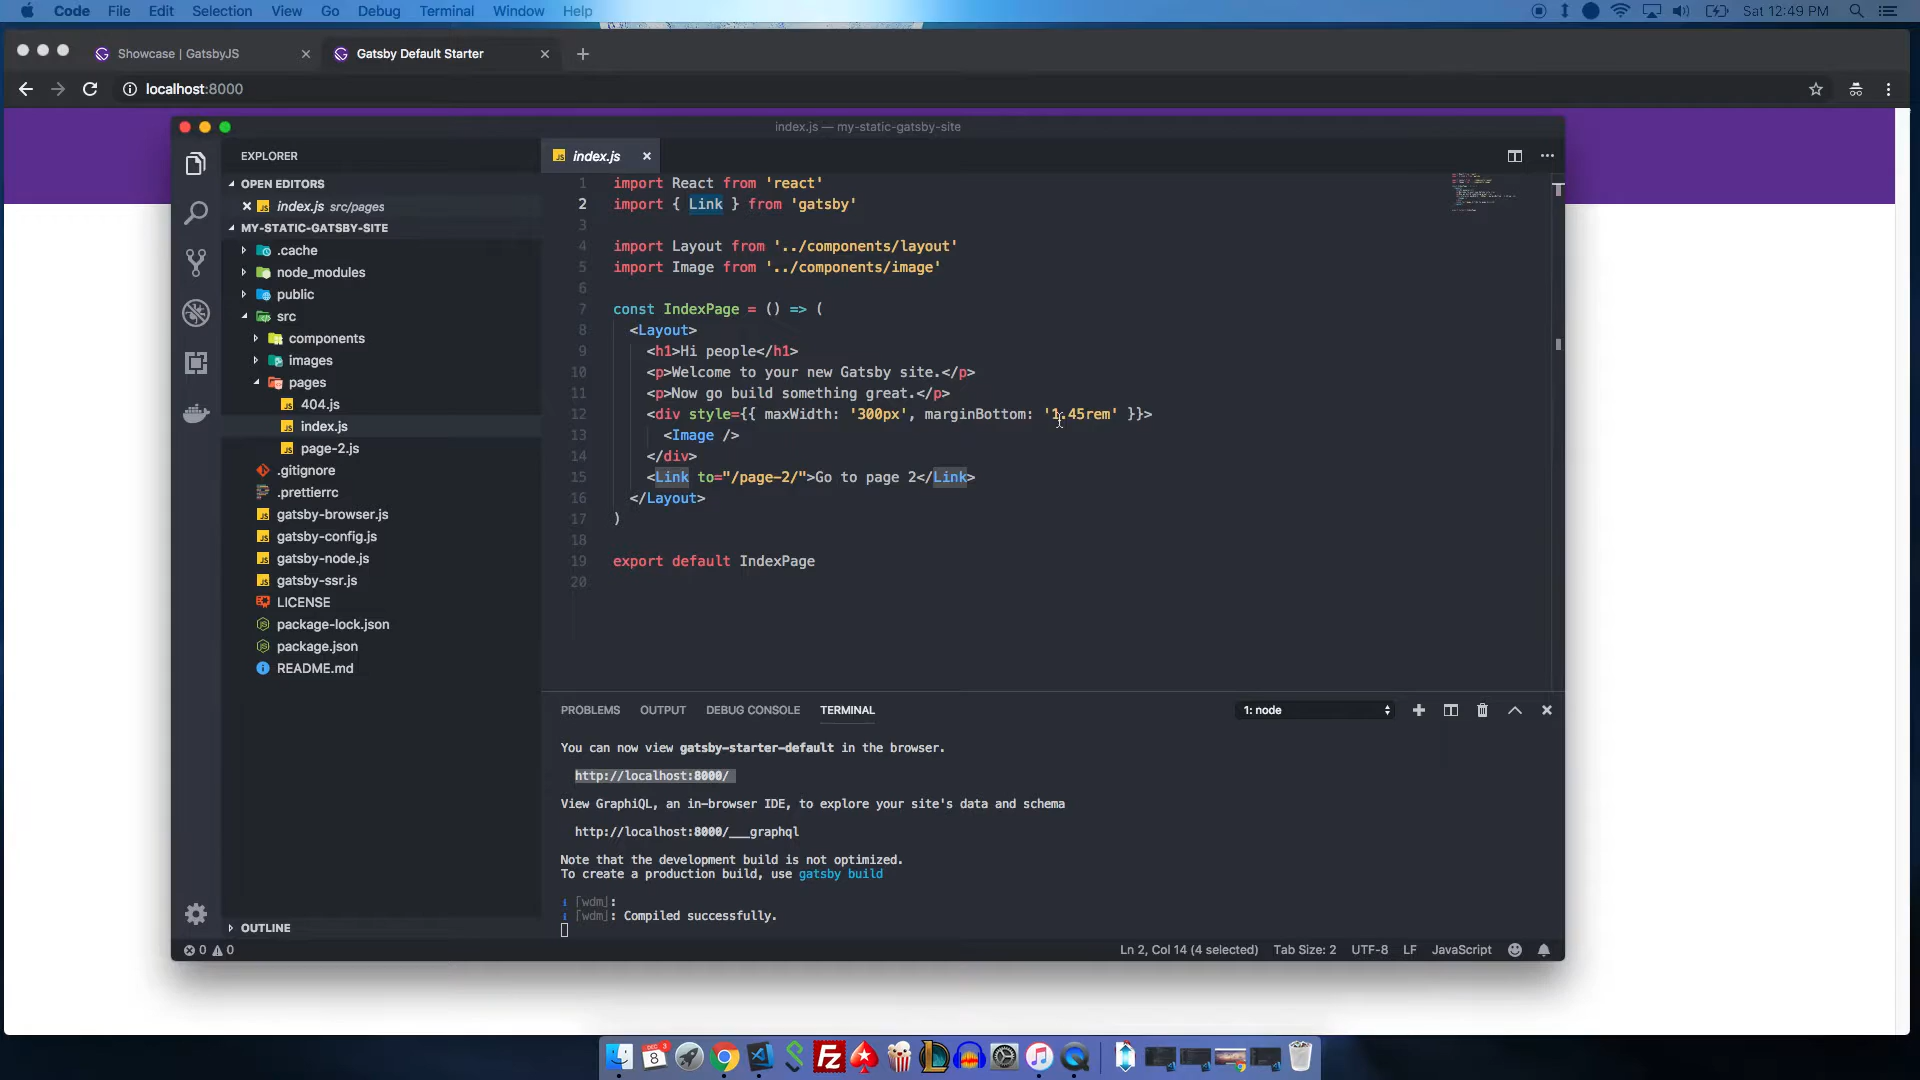 Code File Edit Selection View Go Debug Terminal Window Help Sat 12:49 PM
Showcase | GatsbyJS
Gatsby Default Starter
localhost:8000
index.js — my-static-gatsby-site
EXPLORER
OPEN EDITORS
index.js src/pages
MY-STATIC-GATSBY-SITE
.cache
node_modules
public
src
components
images
pages
404.js
index.js
page-2.js
.gitignore
.prettierrc
gatsby-browser.js
gatsby-config.js
gatsby-node.js
gatsby-ssr.js
LICENSE
package-lock.json
package.json
README.md
OUTLINE
index.js
1 import React from 'react'
2 import { Link } from 'gatsby'
3
4 import Layout from '../components/layout'
5 import Image from '../components/image'
6
7 const IndexPage = () => (
8 <Layout>
9 <h1>Hi people</h1>
10 <p>Welcome to your new Gatsby site.</p>
11 <p>Now go build something great.</p>
12 <div style={{ maxWidth: '300px', marginBottom: '1.45rem' }}>
13 <Image />
14 </div>
15 <Link to="/page-2/">Go to page 2</Link>
16 </Layout>
17 )
18
19 export default IndexPage
20
PROBLEMS OUTPUT DEBUG CONSOLE TERMINAL 1: node
You can now view gatsby-starter-default in the browser.
http://localhost:8000/
View GraphiQL, an in-browser IDE, to explore your site's data and schema
http://localhost:8000/___graphql
Note that the development build is not optimized.
To create a production build, use gatsby build
i ｢wdm｣:
i ｢wdm｣: Compiled successfully.
0 0 Ln 2, Col 14 (4 selected) Tab Size: 2 UTF-8 LF JavaScript
DEC 3
8
FZ